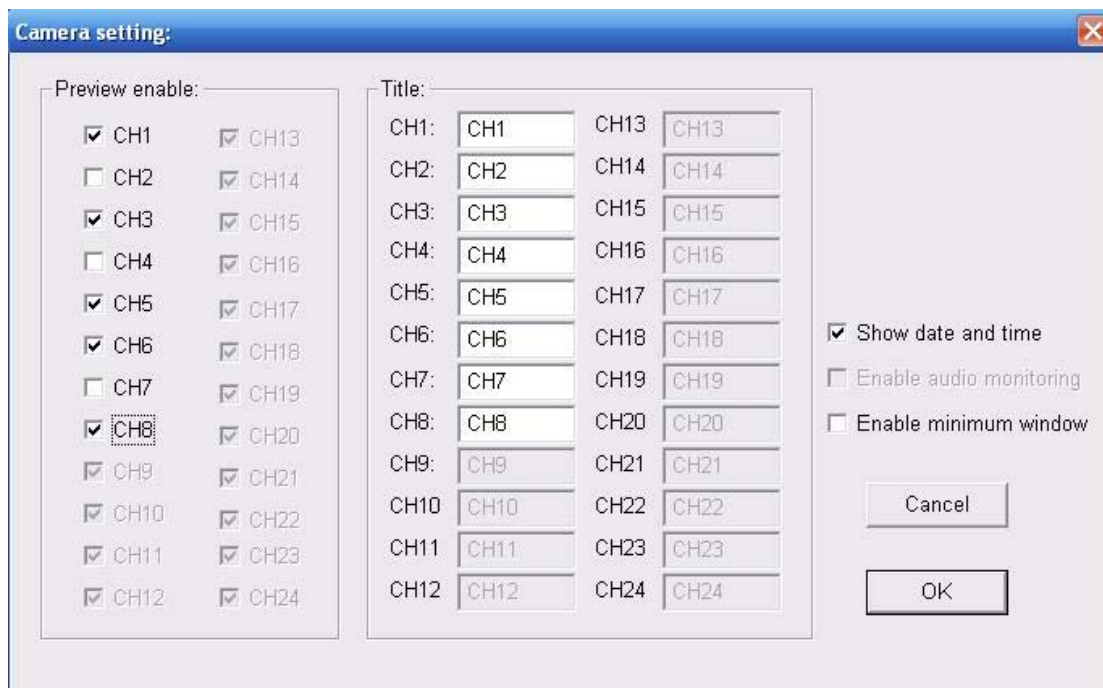 Camera setting:
Preview enable:
CH1
CH2
CH3
CH4
CH5
CH6
CH7
CH8
CH9
CH10
CH11
CH12
CH13
CH14
CH15
CH16
CH17
CH18
CH19
CH20
CH21
CH22
CH23
CH24
Title:
CH1: CH1
CH2: CH2
CH3: CH3
CH4: CH4
CH5: CH5
CH6: CH6
CH7: CH7
CH8: CH8
CH9: CH9
CH10 CH10
CH11 CH11
CH12 CH12
CH13 CH13
CH14 CH14
CH15 CH15
CH16 CH16
CH17 CH17
CH18 CH18
CH19 CH19
CH20 CH20
CH21 CH21
CH22 CH22
CH23 CH23
CH24 CH24
Show date and time
Enable audio monitoring
Enable minimum window
Cancel
OK